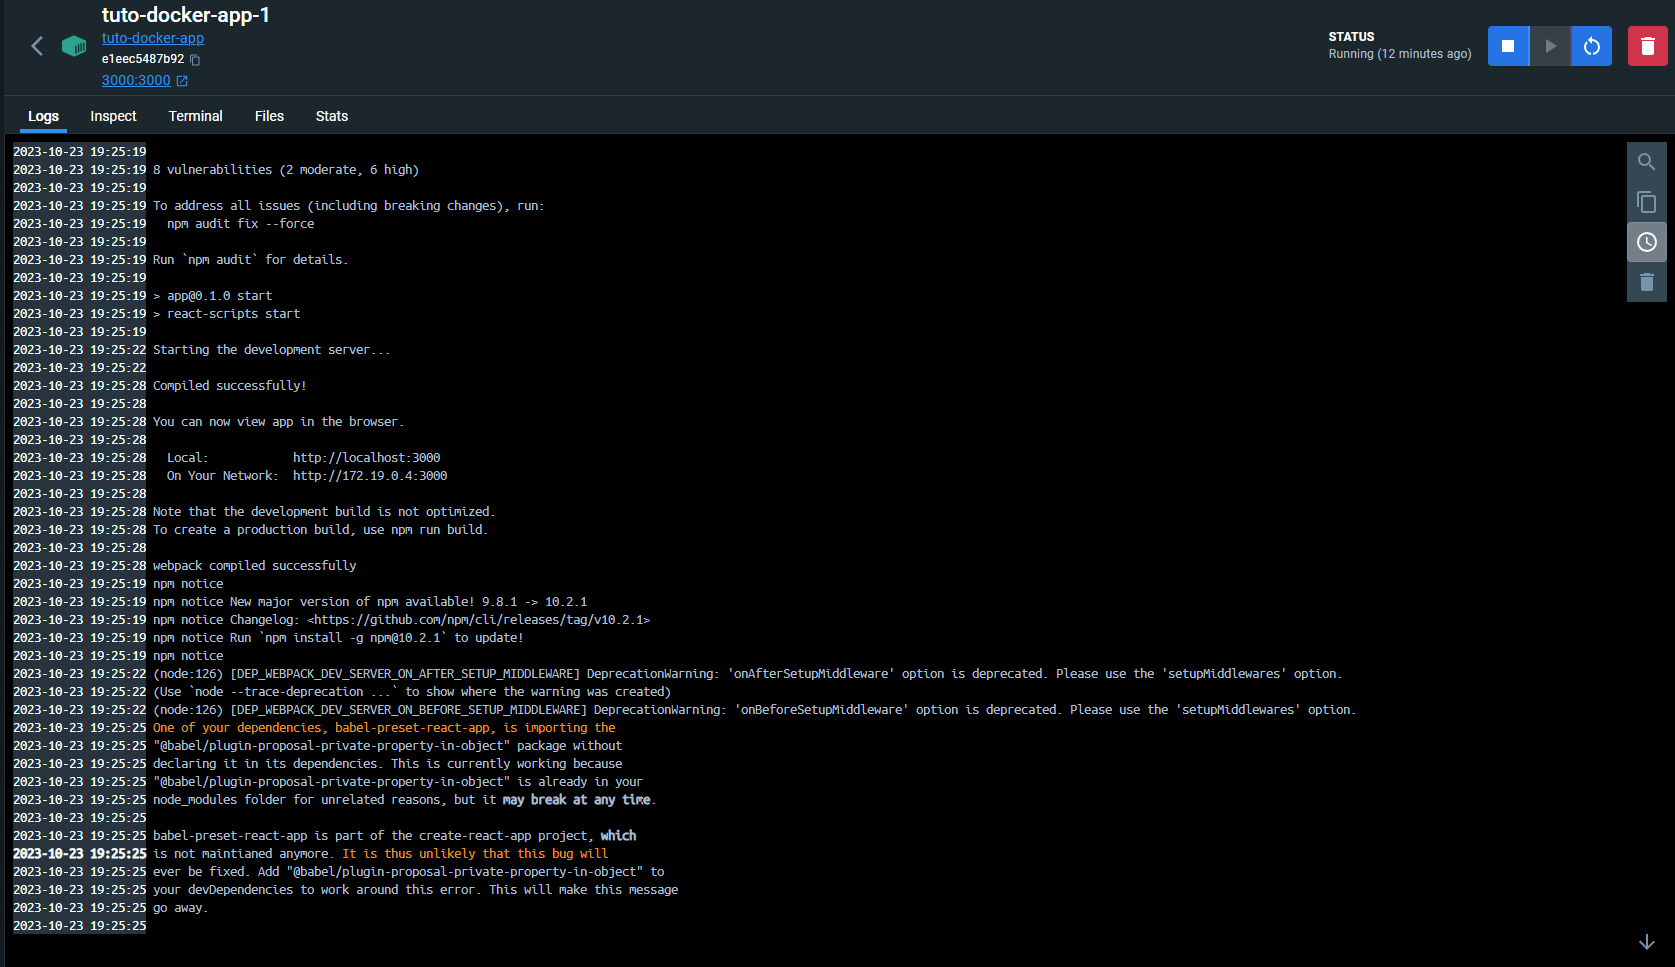 tuto-docker-app-1
tuto-docker-app
e1eec5487b92
3000:3000
STATUS
Running (12 minutes ago)
Logs Inspect Terminal Files Stats
2023-10-23 19:25:19
2023-10-23 19:25:19 8 vulnerabilities (2 moderate, 6 high)
2023-10-23 19:25:19
2023-10-23 19:25:19 To address all issues (including breaking changes), run:
2023-10-23 19:25:19   npm audit fix --force
2023-10-23 19:25:19
2023-10-23 19:25:19 Run `npm audit` for details.
2023-10-23 19:25:19
2023-10-23 19:25:19 > app@0.1.0 start
2023-10-23 19:25:19 > react-scripts start
2023-10-23 19:25:19
2023-10-23 19:25:22 Starting the development server...
2023-10-23 19:25:22
2023-10-23 19:25:28 Compiled successfully!
2023-10-23 19:25:28
2023-10-23 19:25:28 You can now view app in the browser.
2023-10-23 19:25:28
2023-10-23 19:25:28   Local:            http://localhost:3000
2023-10-23 19:25:28   On Your Network:  http://172.19.0.4:3000
2023-10-23 19:25:28
2023-10-23 19:25:28 Note that the development build is not optimized.
2023-10-23 19:25:28 To create a production build, use npm run build.
2023-10-23 19:25:28
2023-10-23 19:25:28 webpack compiled successfully
2023-10-23 19:25:19 npm notice
2023-10-23 19:25:19 npm notice New major version of npm available! 9.8.1 -> 10.2.1
2023-10-23 19:25:19 npm notice Changelog: <https://github.com/npm/cli/releases/tag/v10.2.1>
2023-10-23 19:25:19 npm notice Run `npm install -g npm@10.2.1` to update!
2023-10-23 19:25:19 npm notice
2023-10-23 19:25:22 (node:126) [DEP_WEBPACK_DEV_SERVER_ON_AFTER_SETUP_MIDDLEWARE] DeprecationWarning: 'onAfterSetupMiddleware' option is deprecated. Please use the 'setupMiddlewares' option.
2023-10-23 19:25:22 (Use `node --trace-deprecation ...` to show where the warning was created)
2023-10-23 19:25:22 (node:126) [DEP_WEBPACK_DEV_SERVER_ON_BEFORE_SETUP_MIDDLEWARE] DeprecationWarning: 'onBeforeSetupMiddleware' option is deprecated. Please use the 'setupMiddlewares' option.
2023-10-23 19:25:25 One of your dependencies, babel-preset-react-app, is importing the
2023-10-23 19:25:25 "@babel/plugin-proposal-private-property-in-object" package without
2023-10-23 19:25:25 declaring it in its dependencies. This is currently working because
2023-10-23 19:25:25 "@babel/plugin-proposal-private-property-in-object" is already in your
2023-10-23 19:25:25 node_modules folder for unrelated reasons, but it may break at any time.
2023-10-23 19:25:25
2023-10-23 19:25:25 babel-preset-react-app is part of the create-react-app project, which
2023-10-23 19:25:25 is not maintianed anymore. It is thus unlikely that this bug will
2023-10-23 19:25:25 ever be fixed. Add "@babel/plugin-proposal-private-property-in-object" to
2023-10-23 19:25:25 your devDependencies to work around this error. This will make this message
2023-10-23 19:25:25 go away.
2023-10-23 19:25:25